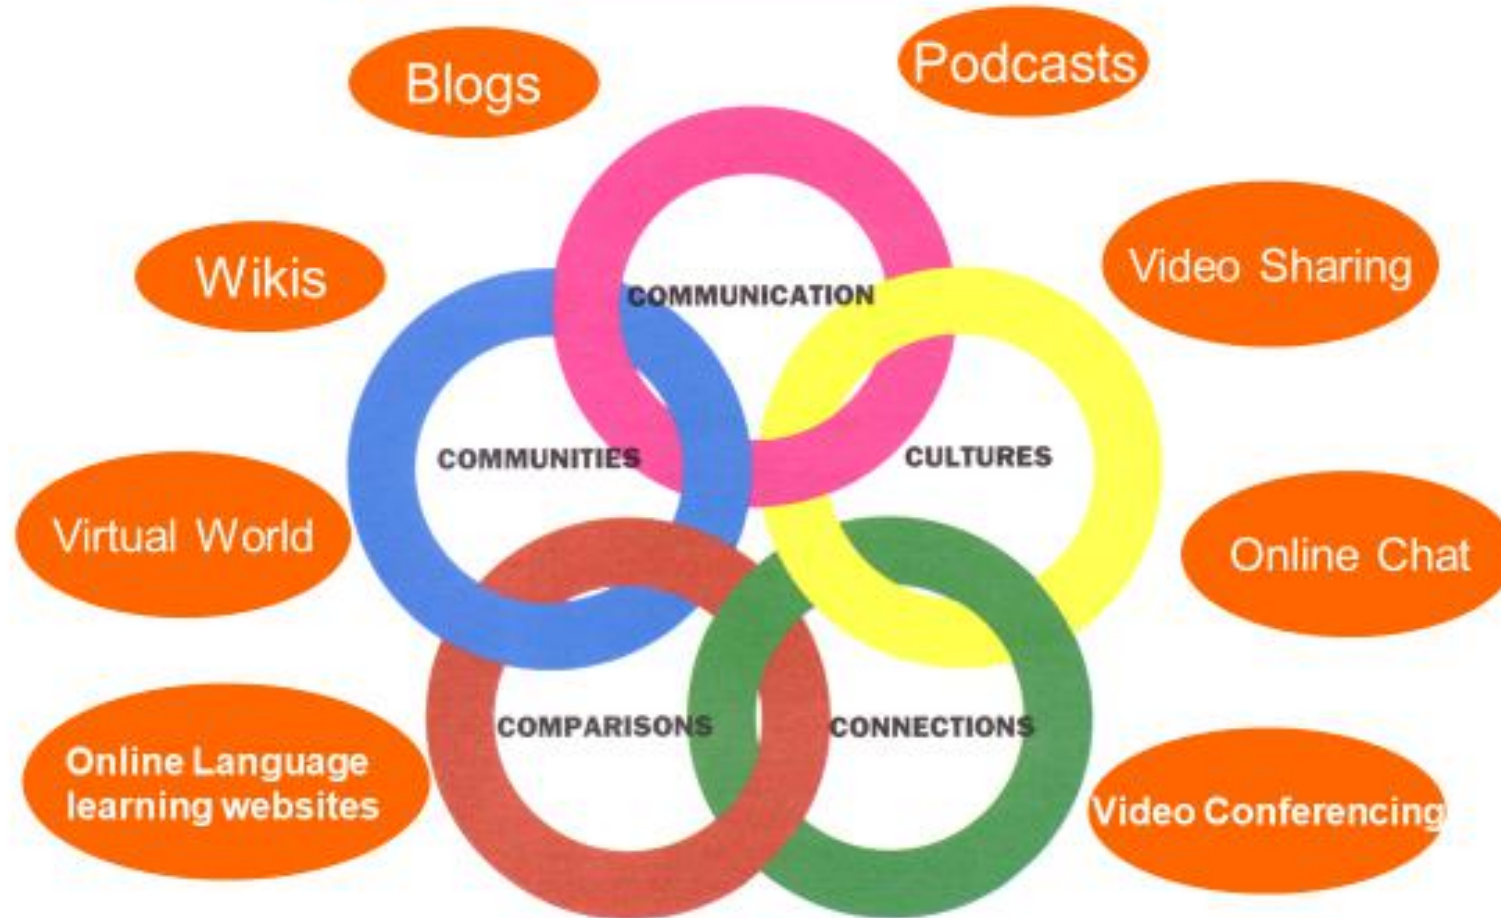 Blogs
Podcasts
Wikis
Video Sharing
COMMUNICATION
COMMUNITIES
CULTURES
Virtual World
Online Chat
COMPARISONS
CONNECTIONS
Online Language
learning websites
Video Conferencing